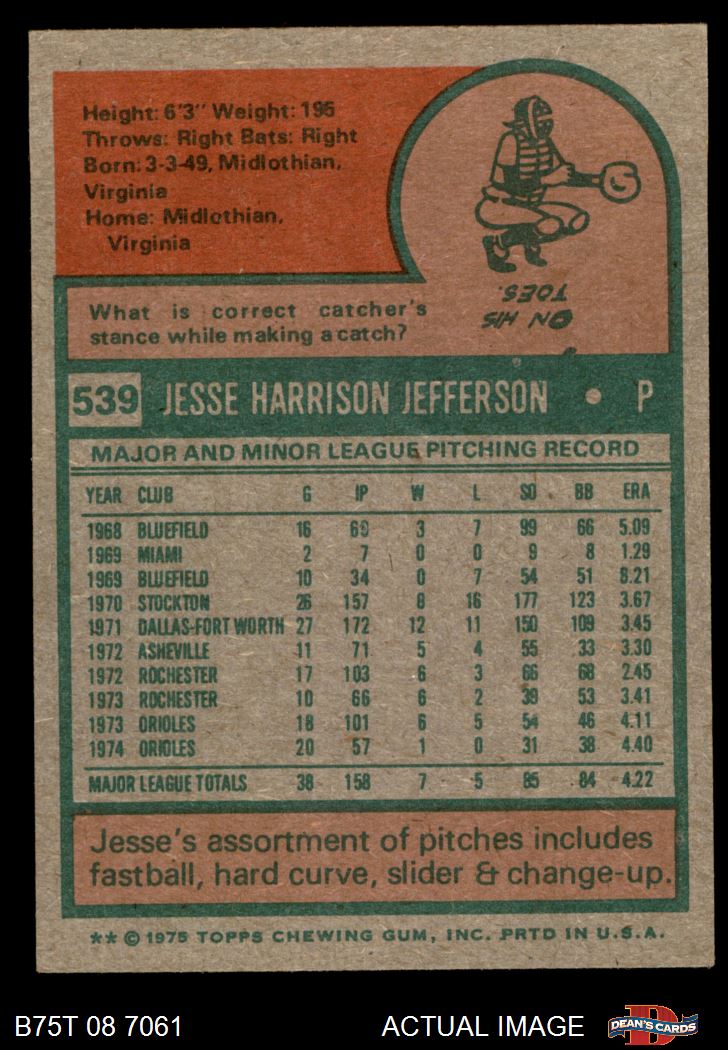 Height: 6'3" Weight: 195
Throws: Right Bats: Right
Born: 3-3-49, Midlothian,
Virginia
Home: Midlothian,
Virginia
What is correct catcher's
stance while making a catch?
ON HIS
TOES.
539 JESSE HARRISON JEFFERSON • P
MAJOR AND MINOR LEAGUE PITCHING RECORD
YEAR CLUB G IP W L SO BB ERA
1968 BLUEFIELD 16 69 3 7 99 66 5.09
1969 MIAMI 2 7 0 0 9 8 1.29
1969 BLUEFIELD 10 34 0 7 54 51 8.21
1970 STOCKTON 26 157 8 16 177 123 3.67
1971 DALLAS-FORT WORTH 27 172 12 11 150 109 3.45
1972 ASHEVILLE 11 71 5 4 55 33 3.30
1972 ROCHESTER 17 103 6 3 66 68 2.45
1973 ROCHESTER 10 66 6 2 39 53 3.41
1973 ORIOLES 18 101 6 5 54 46 4.11
1974 ORIOLES 20 57 1 0 31 38 4.40
MAJOR LEAGUE TOTALS 38 158 7 5 85 84 4.22
Jesse's assortment of pitches includes
fastball, hard curve, slider & change-up.
** © 1975 TOPPS CHEWING GUM, INC. PRTD IN U.S.A.
B75T 08 7061 ACTUAL IMAGE DEAN'S CARDS